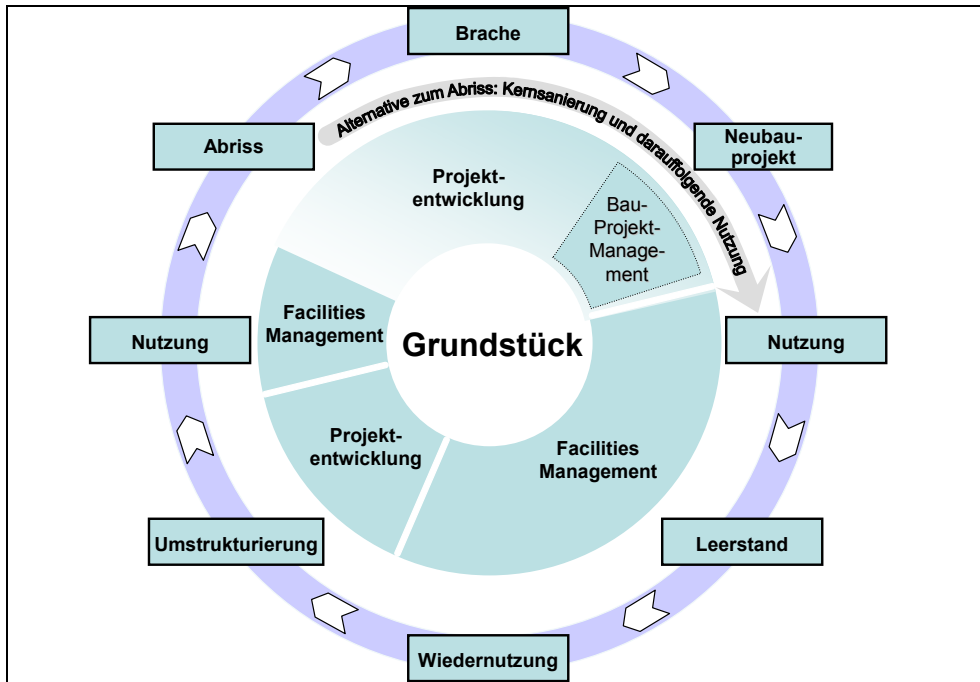 Brache
Alternative zum Abriss: Kernsanierung und darauffolgende Nutzung
Abriss
Neubau-
projekt
Projekt-
entwicklung
Bau-
Projekt-
Manage-
ment
Facilities
Management
Nutzung
Grundstück
Nutzung
Projekt-
entwicklung
Facilities
Management
Umstrukturierung
Leerstand
Wiedernutzung